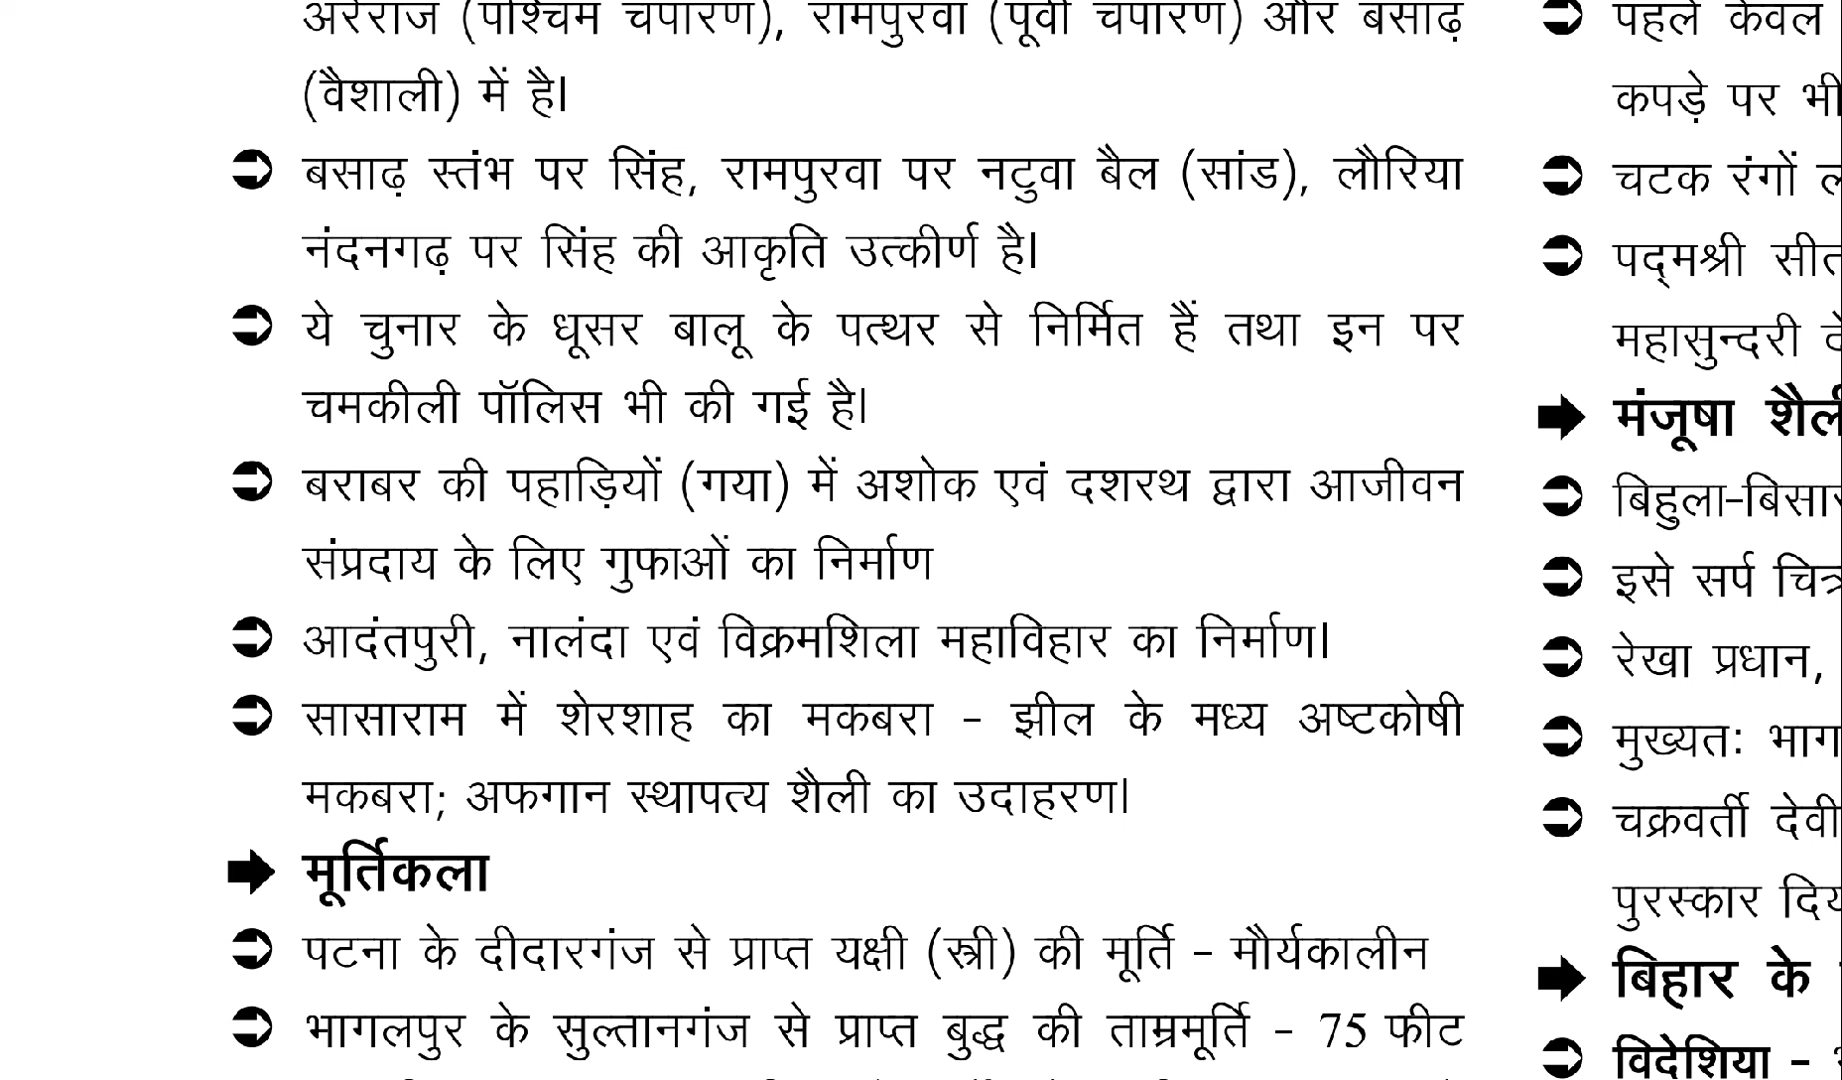 अरेराज (पश्चिम चंपारण), रामपुरवा (पूर्वी चंपारण) और बसाढ़
(वैशाली) में है।
बसाढ़ स्तंभ पर सिंह, रामपुरवा पर नटुवा बैल (सांड), लौरिया
नंदनगढ़ पर सिंह की आकृति उत्कीर्ण है।
ये चुनार के धूसर बालू के पत्थर से निर्मित हैं तथा इन पर
चमकीली पॉलिस भी की गई है।
बराबर की पहाड़ियों (गया) में अशोक एवं दशरथ द्वारा आजीवन
संप्रदाय के लिए गुफाओं का निर्माण
आदंतपुरी, नालंदा एवं विक्रमशिला महाविहार का निर्माण।
सासाराम में शेरशाह का मकबरा - झील के मध्य अष्टकोषी
मकबरा; अफगान स्थापत्य शैली का उदाहरण।
मूर्तिकला
पटना के दीदारगंज से प्राप्त यक्षी (स्त्री) की मूर्ति - मौर्यकालीन
भागलपुर के सुल्तानगंज से प्राप्त बुद्ध की ताम्रमूर्ति - 75 फीट
पहले केवल
कपड़े पर भी
चटक रंगों
पद्मश्री
महासुन्दरी
मंजूषा
बिहुला-
इसे सर्प
रेखा प्रधान,
मुख्यतः
चक्रवर्ती देवी
पुरस्कार
बिहार के
विदेशिया -